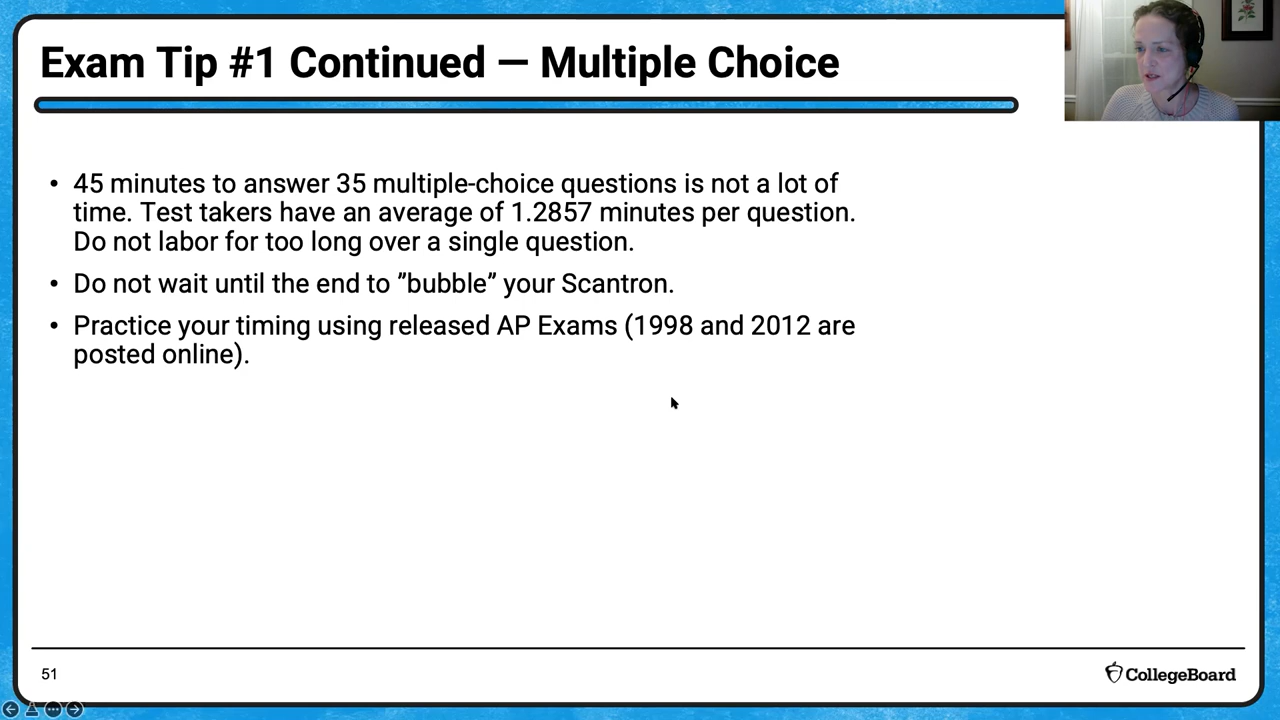 Exam Tip #1 Continued — Multiple Choice
• 45 minutes to answer 35 multiple-choice questions is not a lot of
time. Test takers have an average of 1.2857 minutes per question.
Do not labor for too long over a single question.
• Do not wait until the end to ”bubble” your Scantron.
• Practice your timing using released AP Exams (1998 and 2012 are
posted online).
51
CollegeBoard